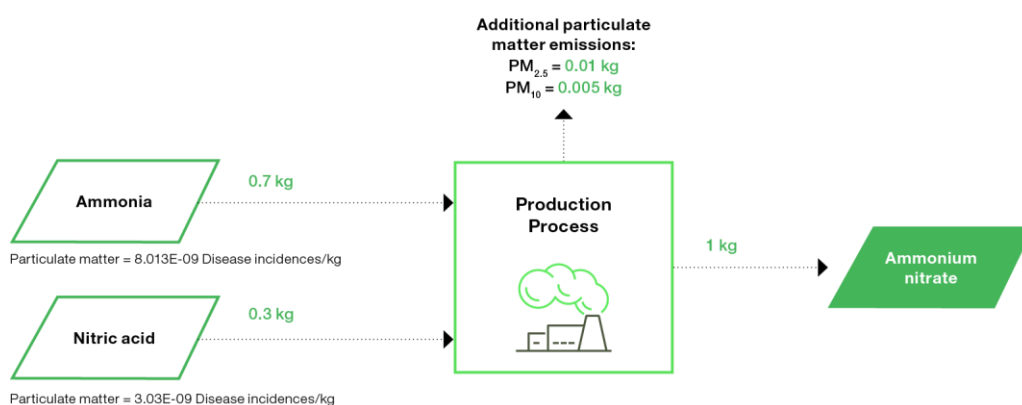 Additional particulate
matter emissions:
PM2.5 = 0.01 kg
PM10 = 0.005 kg
Ammonia
0.7 kg
Particulate matter = 8.013E-09 Disease incidences/kg
Production
Process
1 kg
Ammonium
nitrate
Nitric acid
0.3 kg
Particulate matter = 3.03E-09 Disease incidences/kg